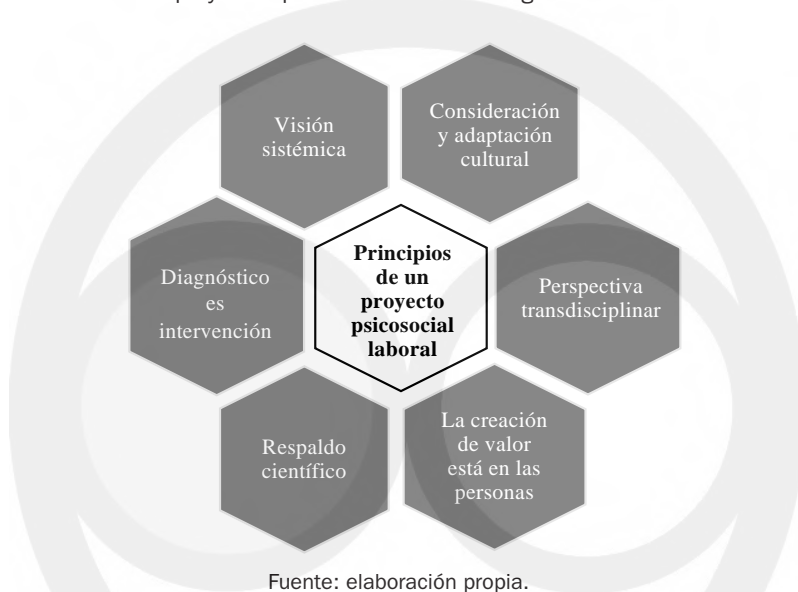 Visión
sistémica
Consideración
y adaptación
cultural
Diagnóstico
es
intervención
Principios
de un
proyecto
psicosocial
laboral
Perspectiva
transdisciplinar
Respaldo
científico
La creación
de valor
está en las
personas
Fuente: elaboración propia.